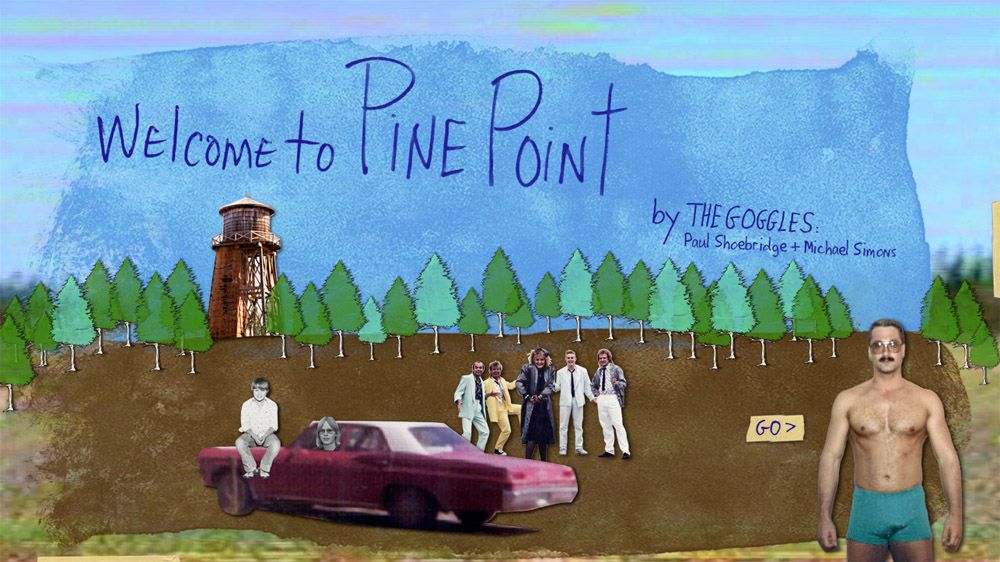 Welcome to PINE POINT
by THE GOGGLES:
Paul Shoebridge + Michael Simons
GO >